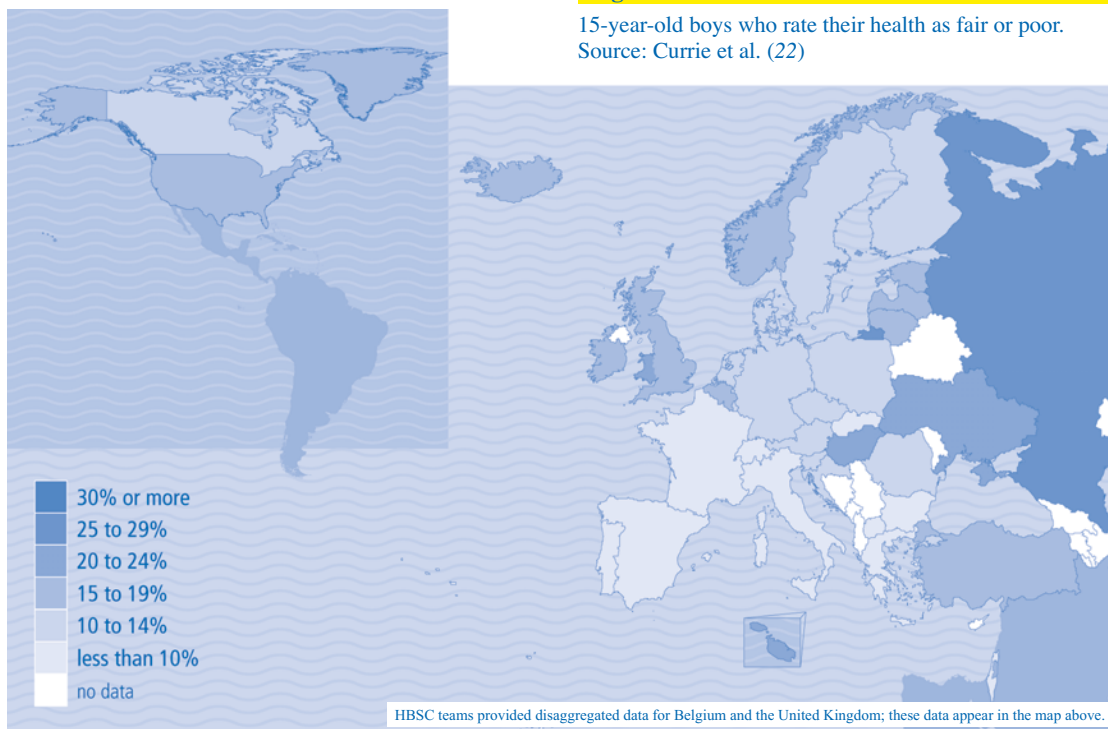 15-year-old boys who rate their health as fair or poor.
Source: Currie et al. (22)
30% or more
25 to 29%
20 to 24%
15 to 19%
10 to 14%
less than 10%
no data
HBSC teams provided disaggregated data for Belgium and the United Kingdom; these data appear in the map above.